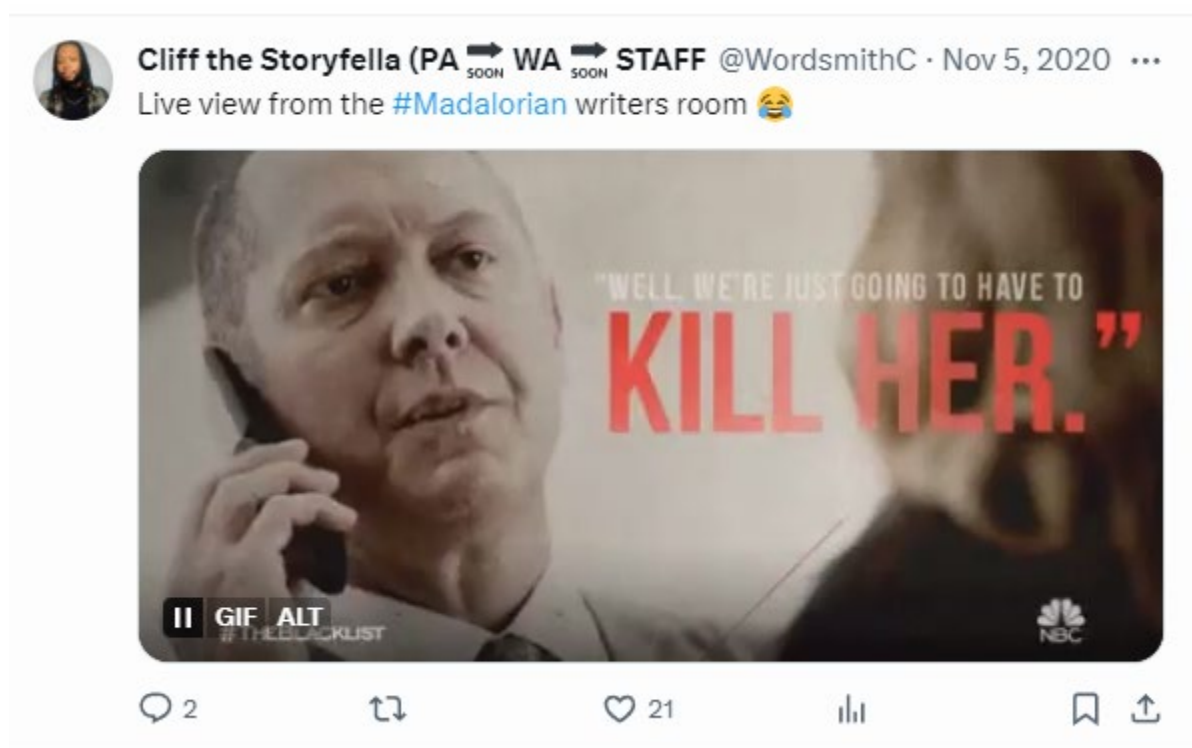 Cliff the Storyfella (PA SOON WA SOON STAFF @WordsmithC · Nov 5, 2020
Live view from the #Madalorian writers room 😂
"WELL, WE'RE JUST GOING TO HAVE TO
KILL HER."
GIF ALT
#THEBLACKLIST
NBC
2 21